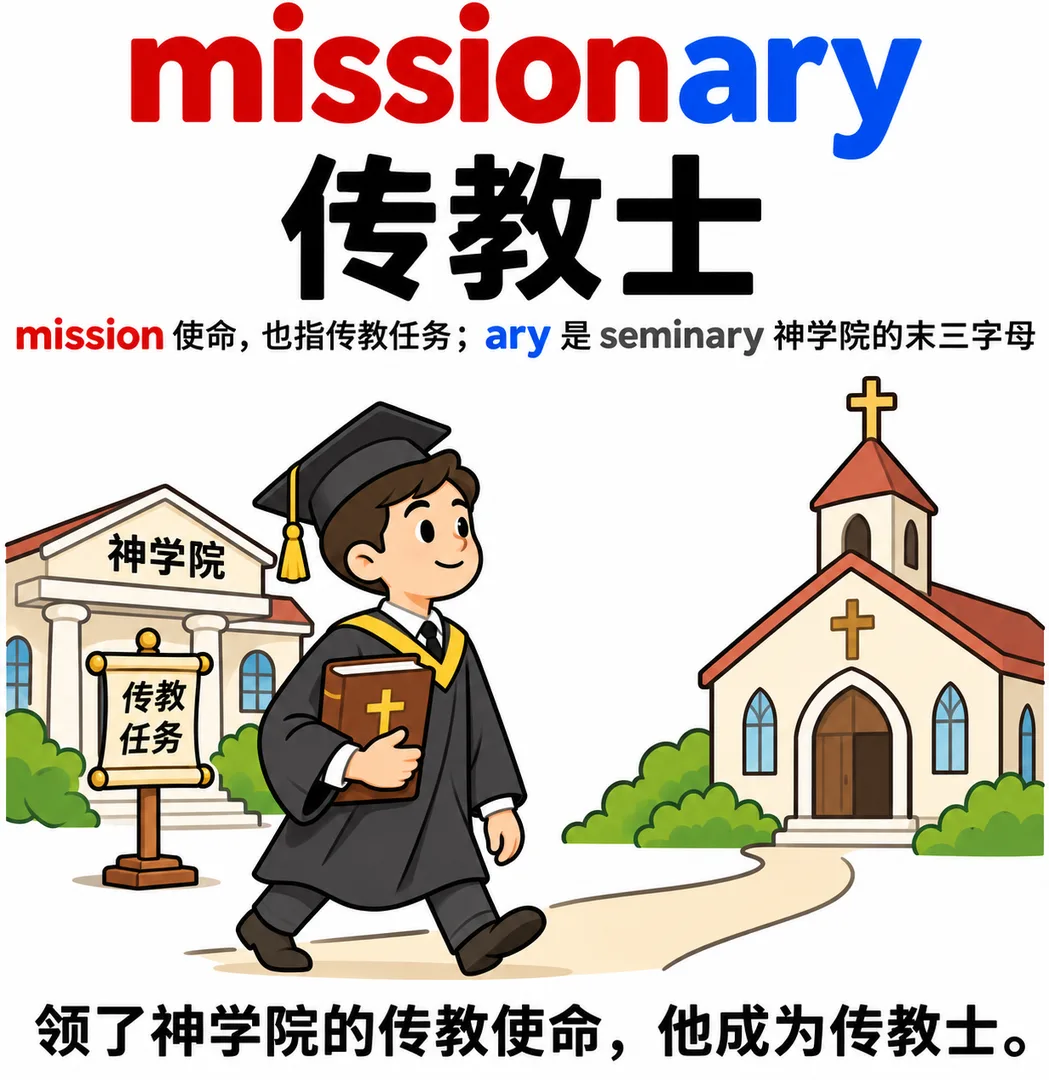 missionary
传教士
mission 使命，也指传教任务；ary 是 seminary 神学院的末三字母
神学院
传教
任务
领了神学院的传教使命，他成为传教士。